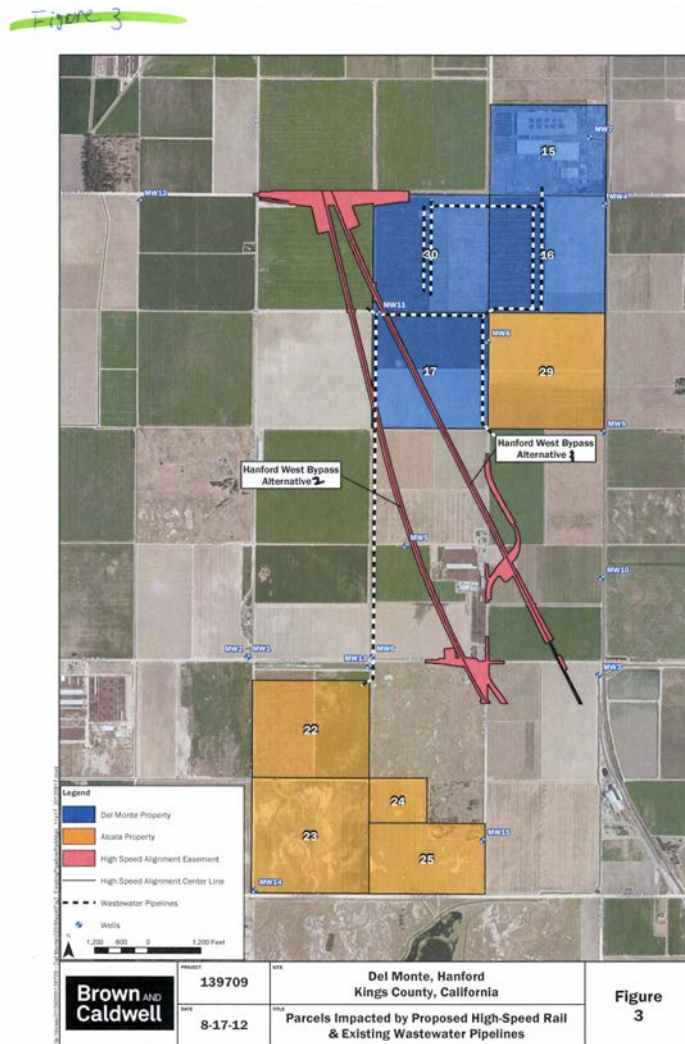 Figure 3
MW7
15
MW12
MW4
30
16
MW11
MW8
17
29
MW9
Hanford West Bypass
Alternative 1
Hanford West Bypass
Alternative 2
MW5
MW10
MW2
MW1
MW6
MW13
MW3
22
24
23
25
MW15
MW14
Legend
Del Monte Property
Alcala Property
High Speed Alignment Easement
High Speed Alignment Center Line
Wastewater Pipelines
Wells
1,200 600 0 1,200 Feet
Brown AND
Caldwell
PROJECT
139709
DATE
8-17-12
SITE
Del Monte, Hanford
Kings County, California
TITLE
Parcels Impacted by Proposed High-Speed Rail
& Existing Wastewater Pipelines
Figure
3